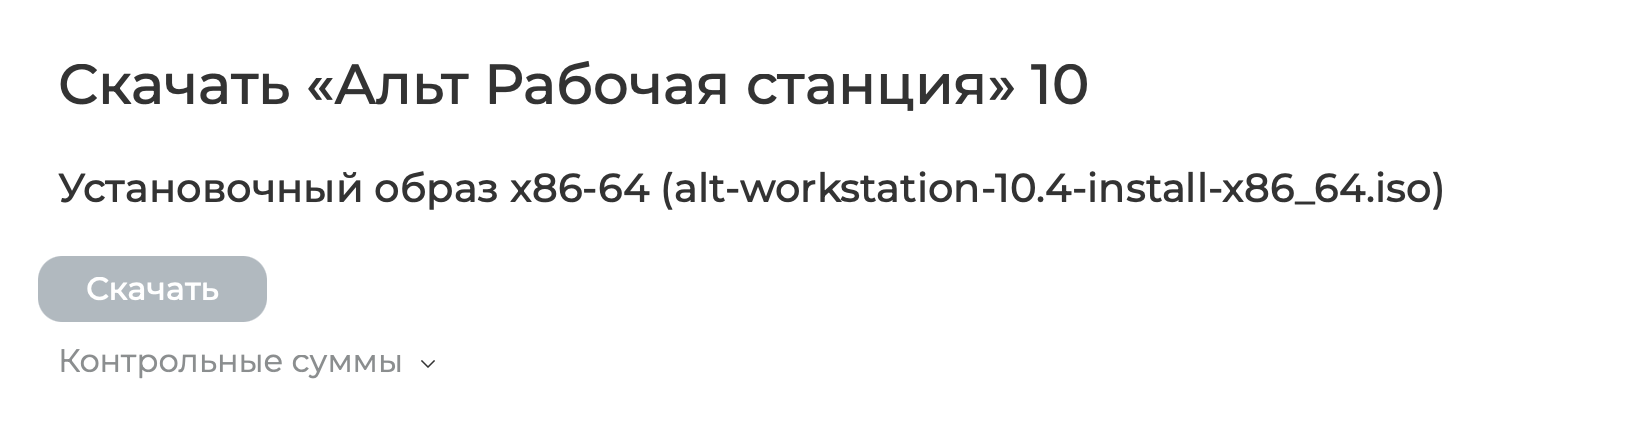 Скачать «Альт Рабочая станция» 10
Установочный образ x86-64 (alt-workstation-10.4-install-x86_64.iso)
Скачать
Контрольные суммы